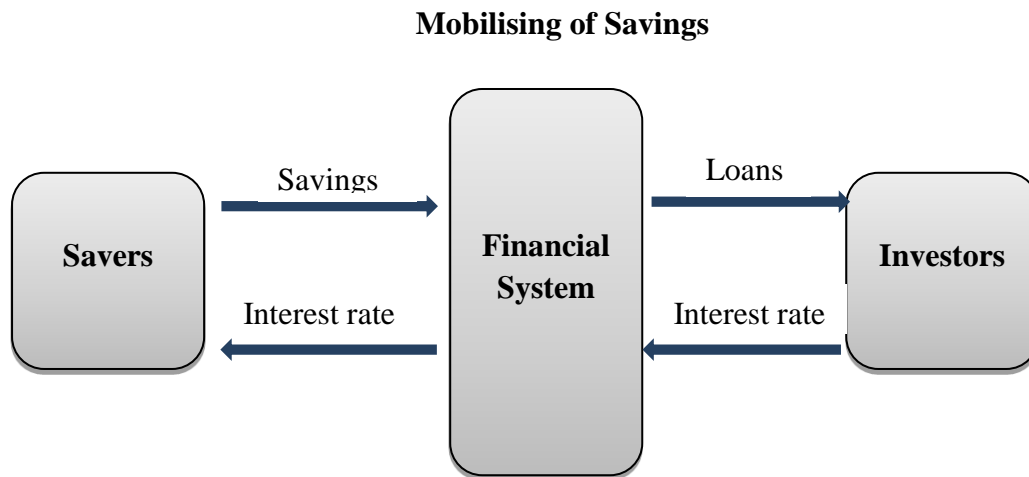 Mobilising of Savings
Savings
Loans
Savers
Financial
System
Investors
Interest rate
Interest rate